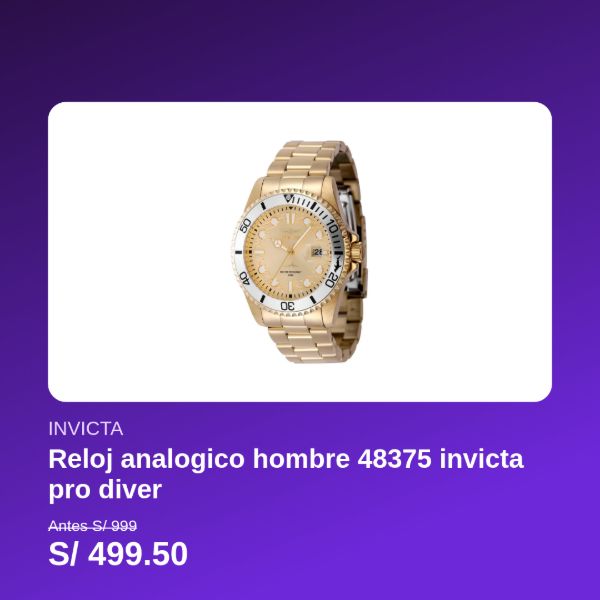 INVICTA
Reloj analogico hombre 48375 invicta
pro diver
Antes S/ 999
S/ 499.50